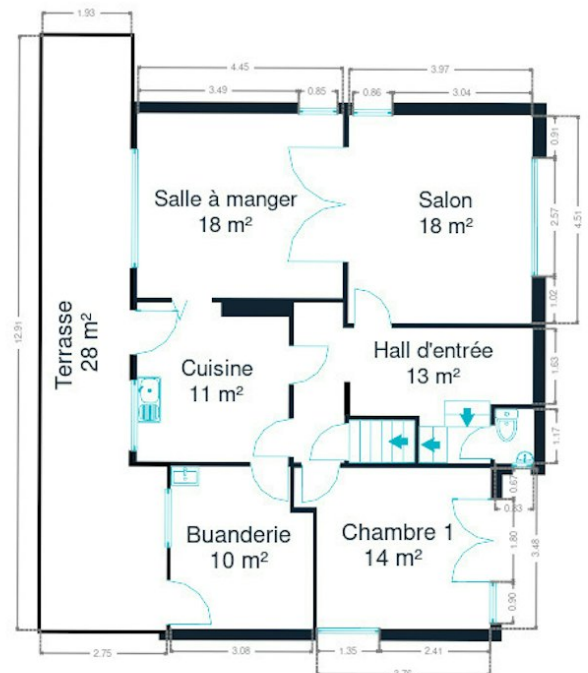 1.93
4.45
3.97
3.49
0.85
0.86
3.04
0.91
2.57
4.51
1.02
12.91
Salle à manger
18 m²
Salon
18 m²
Terrasse
28 m²
Cuisine
11 m²
Hall d'entrée
13 m²
1.63
1.17
0.67
0.83
Buanderie
10 m²
Chambre 1
14 m²
1.80
3.48
0.90
2.75
3.08
1.35
2.41
3.76